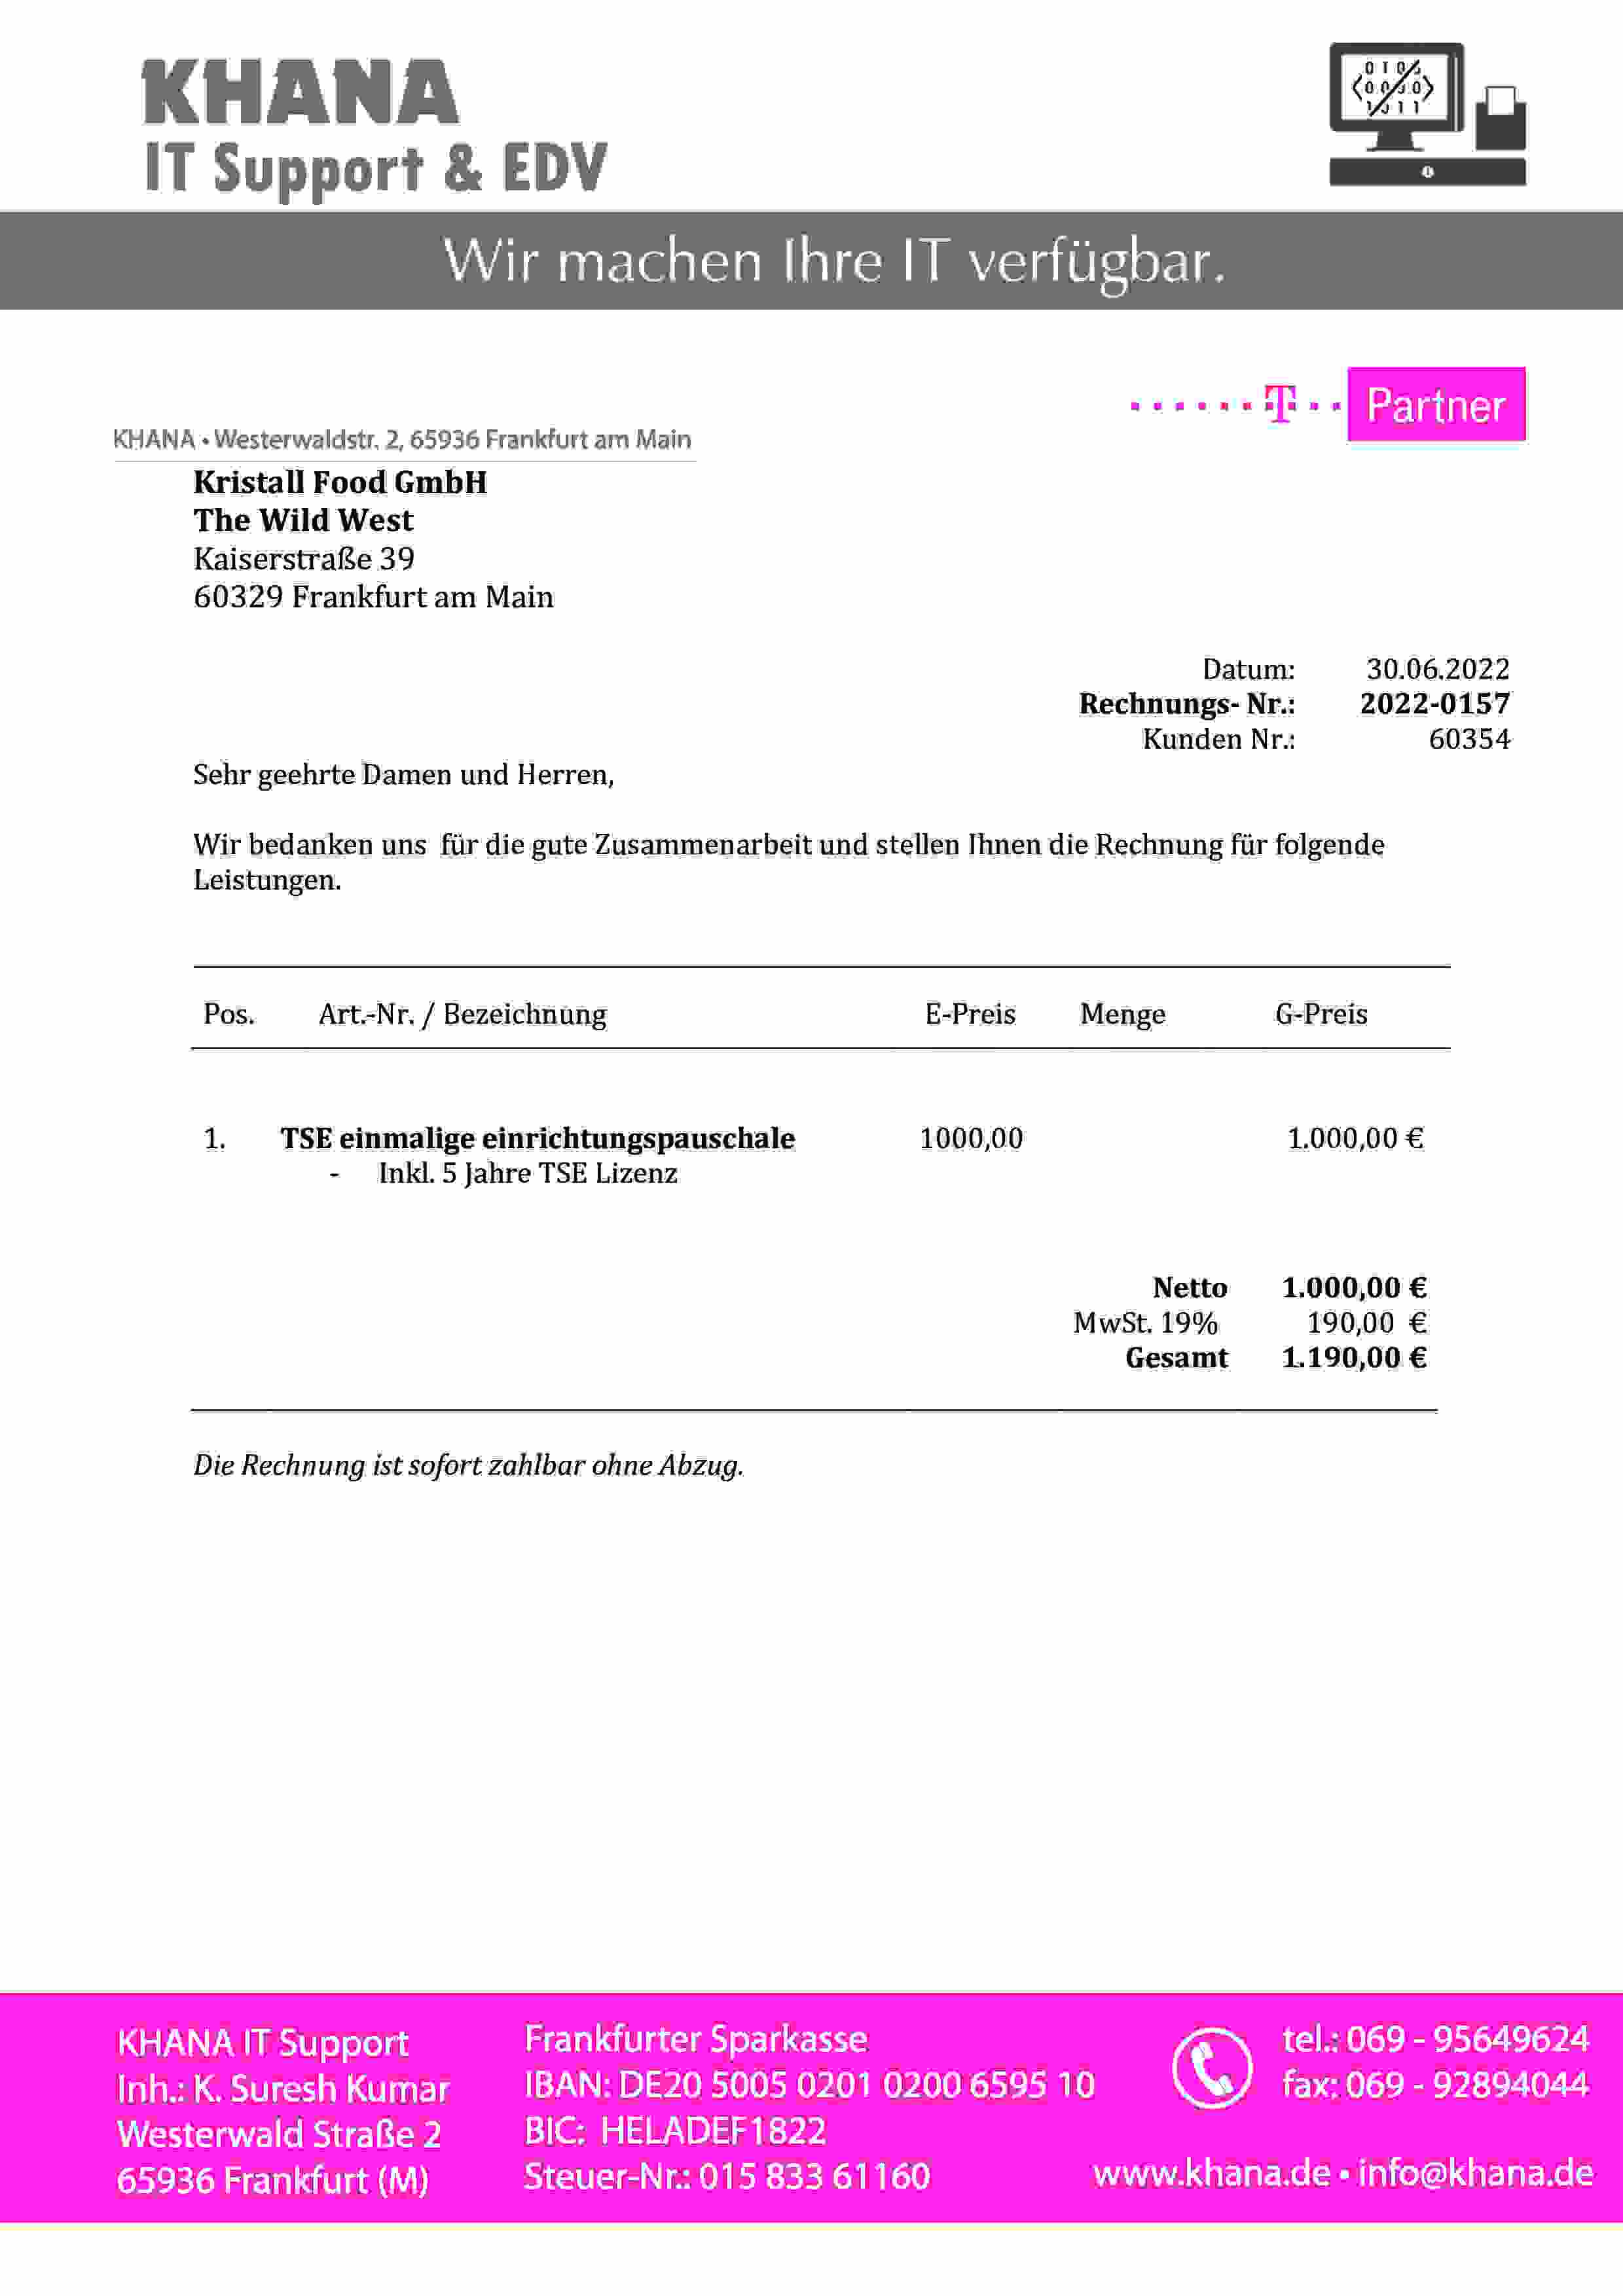 KHANA
IT Support & EDV
Wir machen Ihre IT verfügbar.
T Partner
KHANA • Westerwaldstr. 2, 65936 Frankfurt am Main
Kristall Food GmbH
The Wild West
Kaiserstraße 39
60329 Frankfurt am Main
Datum: 30.06.2022
Rechnungs- Nr.: 2022-0157
Kunden Nr.: 60354
Sehr geehrte Damen und Herren,
Wir bedanken uns für die gute Zusammenarbeit und stellen Ihnen die Rechnung für folgende
Leistungen.
Pos. Art.-Nr. / Bezeichnung E-Preis Menge G-Preis
1. TSE einmalige einrichtungspauschale 1000,00 1.000,00 €
- Inkl. 5 Jahre TSE Lizenz
Netto 1.000,00 €
MwSt. 19% 190,00 €
Gesamt 1.190,00 €
Die Rechnung ist sofort zahlbar ohne Abzug.
KHANA IT Support
Inh.: K. Suresh Kumar
Westerwald Straße 2
65936 Frankfurt (M)
Frankfurter Sparkasse
IBAN: DE20 5005 0201 0200 6595 10
BIC: HELADEF1822
Steuer-Nr.: 015 833 61160
tel.: 069 - 95649624
fax: 069 - 92894044
www.khana.de • info@khana.de